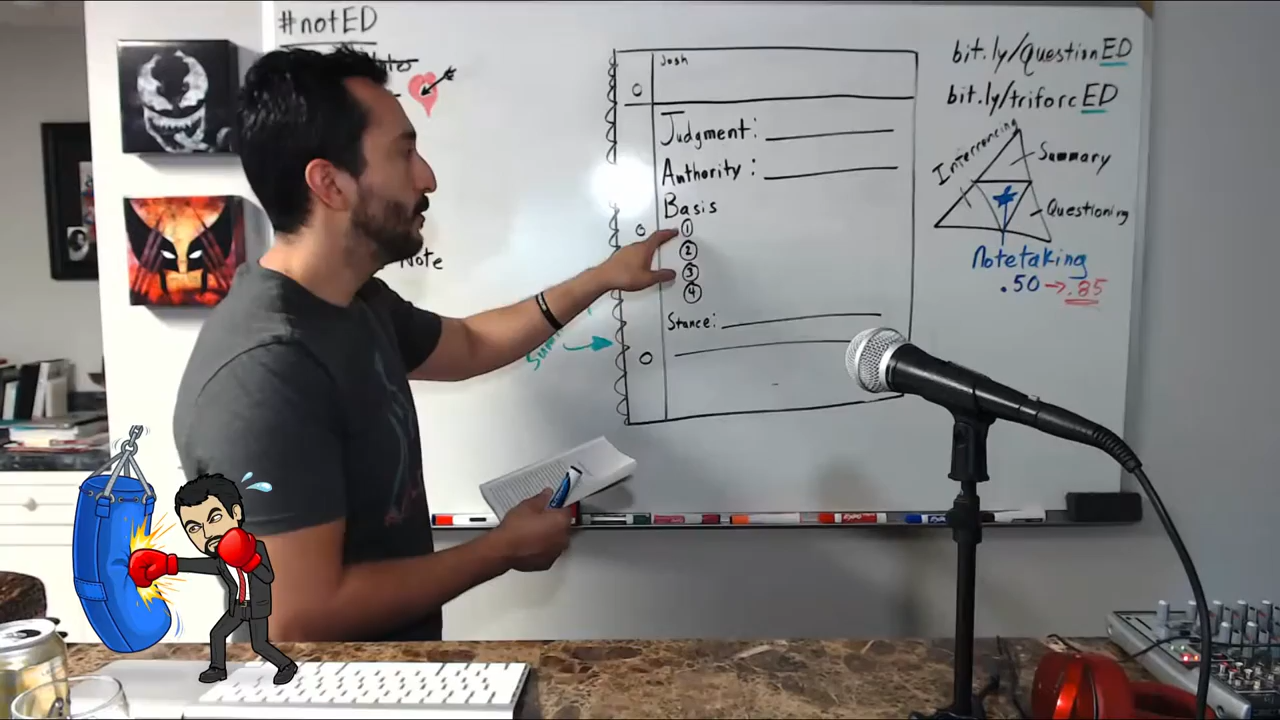 #notED
Note
Josh
Judgment:
Authority:
Basis
①
②
③
④
Stance:
bit.ly/questionED
bit.ly/triforcED
Interroncing
Summary
Questioning
Notetaking
.50 → .85